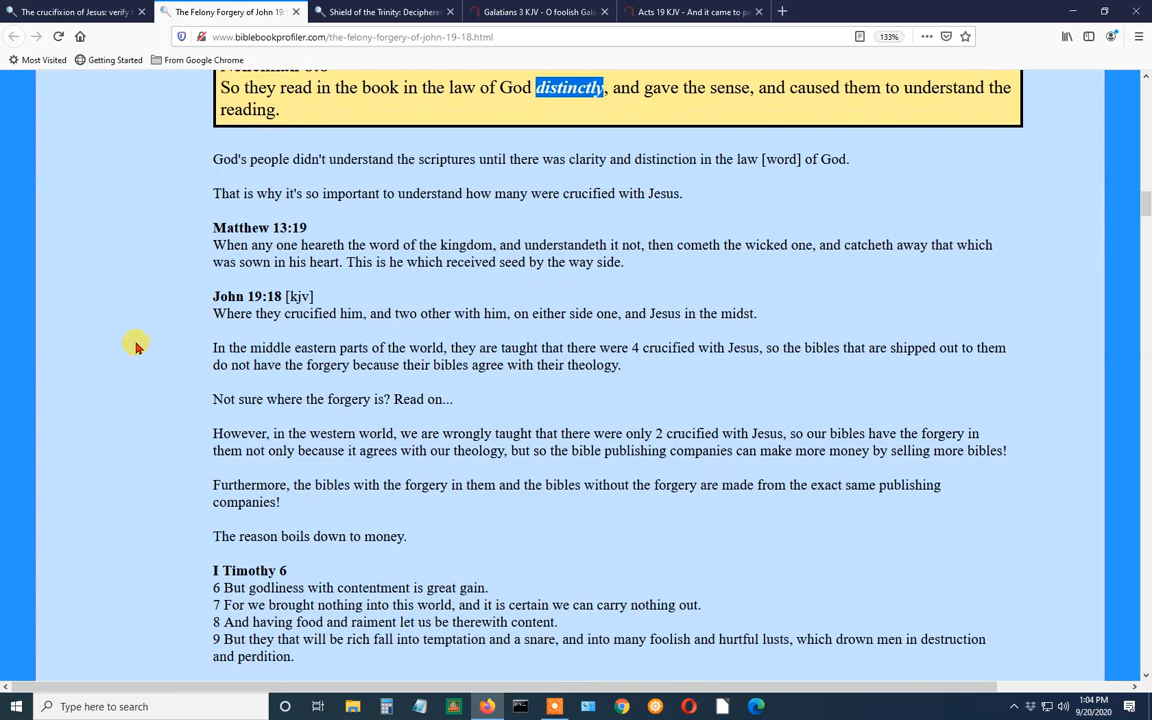 The crucifixion of Jesus: verify
The Felony Forgery of John 19:
Shield of the Trinity: Decipher
Galatians 3 KJV - O foolish Gal
Acts 19 KJV - And it came to p
www.biblebookprofiler.com/the-felony-forgery-of-john-19-18.html
133%
Most Visited
Getting Started
From Google Chrome
So they read in the book in the law of God distinctly, and gave the sense, and caused them to understand the
reading.
God's people didn't understand the scriptures until there was clarity and distinction in the law [word] of God.
That is why it's so important to understand how many were crucified with Jesus.
Matthew 13:19
When any one heareth the word of the kingdom, and understandeth it not, then cometh the wicked one, and catcheth away that which
was sown in his heart. This is he which received seed by the way side.
John 19:18 [kjv]
Where they crucified him, and two other with him, on either side one, and Jesus in the midst.
In the middle eastern parts of the world, they are taught that there were 4 crucified with Jesus, so the bibles that are shipped out to them
do not have the forgery because their bibles agree with their theology.
Not sure where the forgery is? Read on...
However, in the western world, we are wrongly taught that there were only 2 crucified with Jesus, so our bibles have the forgery in
them not only because it agrees with our theology, but so the bible publishing companies can make more money by selling more bibles!
Furthermore, the bibles with the forgery in them and the bibles without the forgery are made from the exact same publishing
companies!
The reason boils down to money.
I Timothy 6
6 But godliness with contentment is great gain.
7 For we brought nothing into this world, and it is certain we can carry nothing out.
8 And having food and raiment let us be therewith content.
9 But they that will be rich fall into temptation and a snare, and into many foolish and hurtful lusts, which drown men in destruction
and perdition.
Type here to search
1:04 PM
9/20/2020